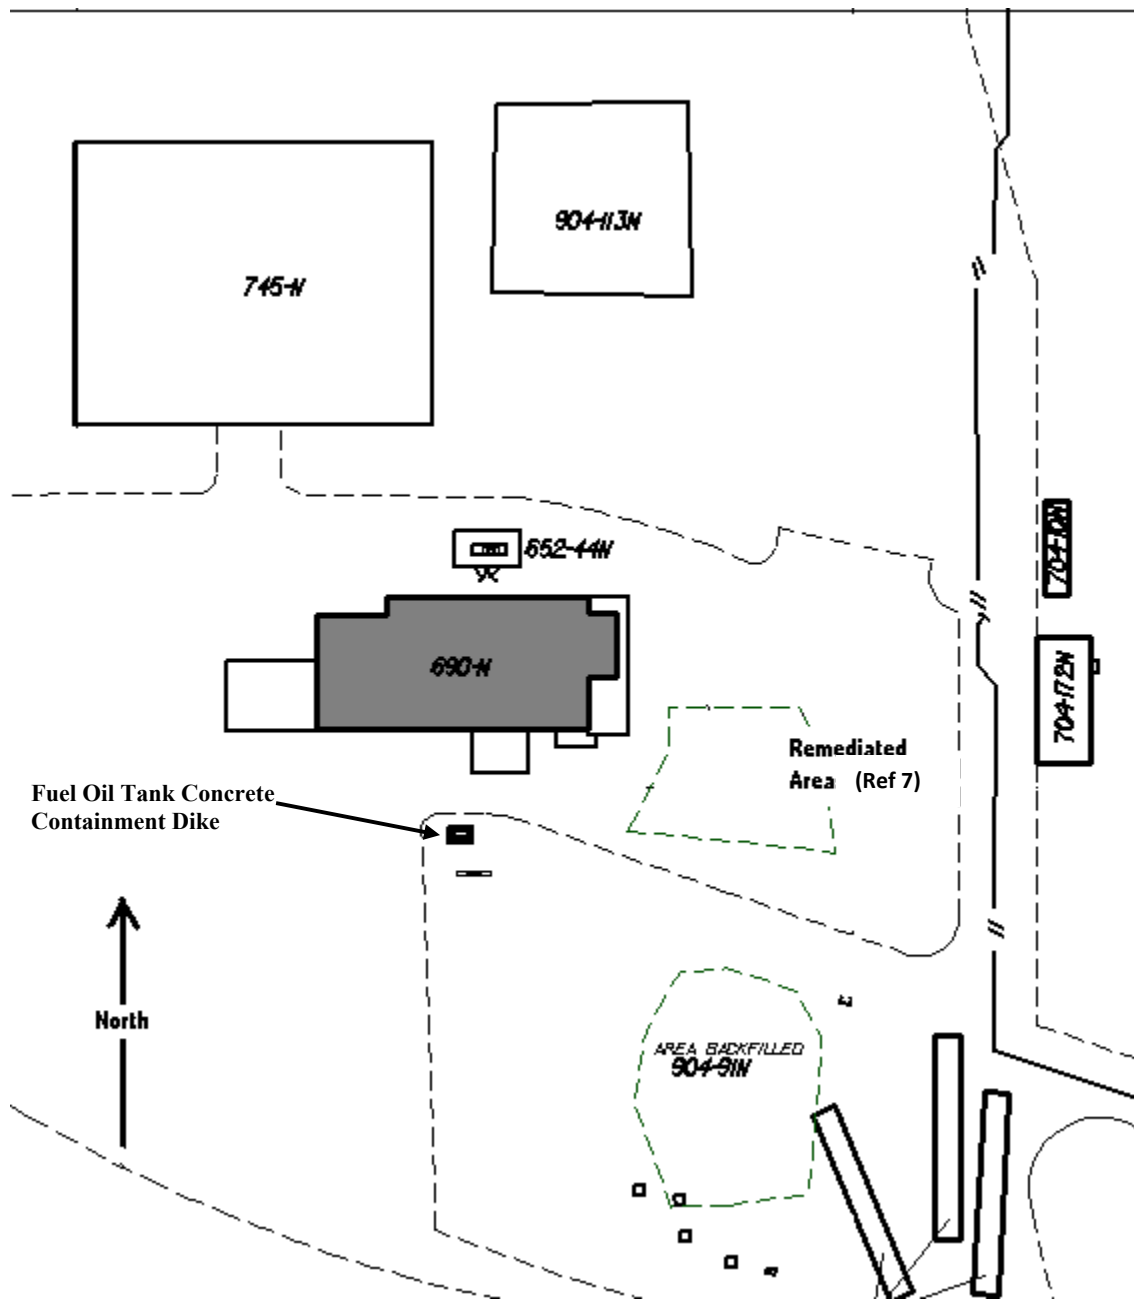 904-113N
745-N
652-44N
704-10N
690-N
704-172N
Remediated
Area (Ref 7)
Fuel Oil Tank Concrete
Containment Dike
North
AREA BACKFILLED
904-91N